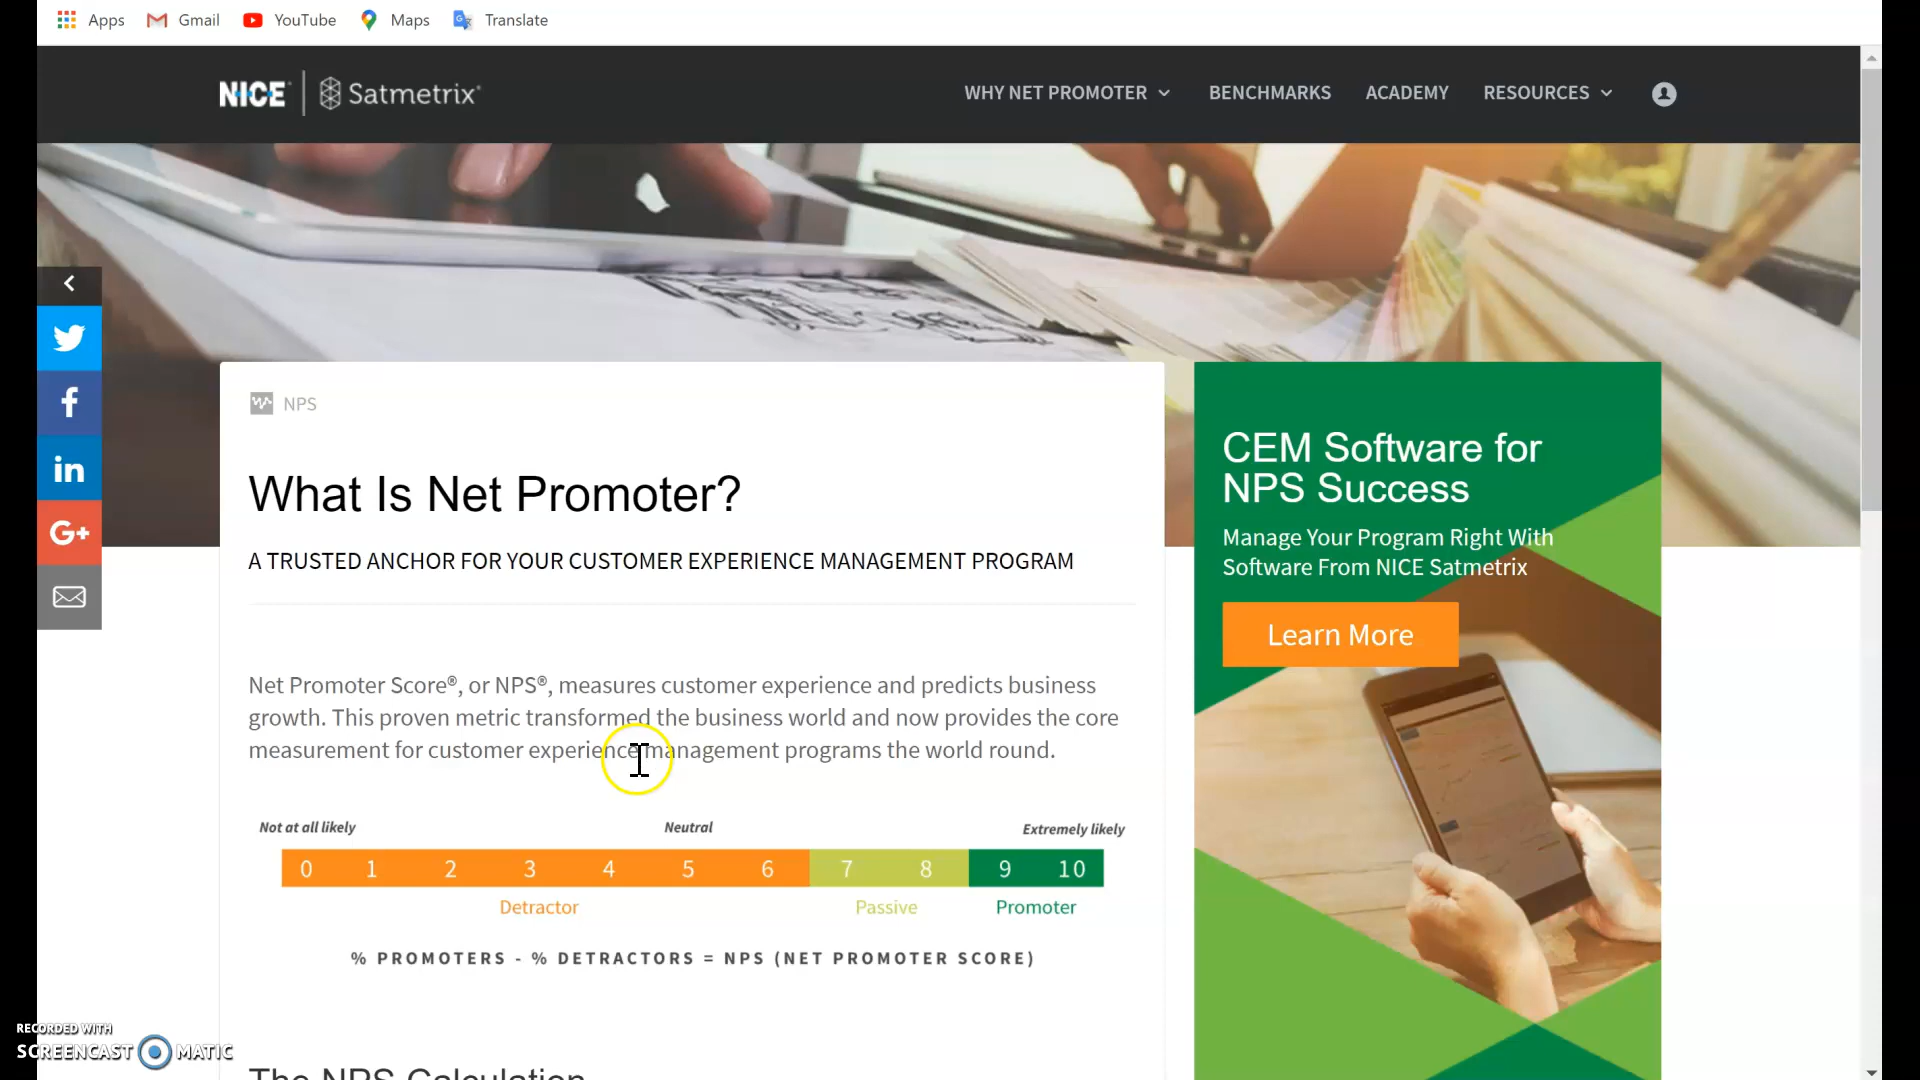 Apps Gmail YouTube Maps Translate
NICE Satmetrix
WHY NET PROMOTER BENCHMARKS ACADEMY RESOURCES
NPS
What Is Net Promoter?
A TRUSTED ANCHOR FOR YOUR CUSTOMER EXPERIENCE MANAGEMENT PROGRAM
Net Promoter Score®, or NPS®, measures customer experience and predicts business
growth. This proven metric transformed the business world and now provides the core
measurement for customer experience management programs the world round.
Not at all likely Neutral Extremely likely
0 1 2 3 4 5 6 7 8 9 10
Detractor Passive Promoter
% PROMOTERS - % DETRACTORS = NPS (NET PROMOTER SCORE)
The NPS Calculation
CEM Software for
NPS Success
Manage Your Program Right With
Software From NICE Satmetrix
Learn More
f
in
G+
RECORDED WITH
SCREENCAST MATIC